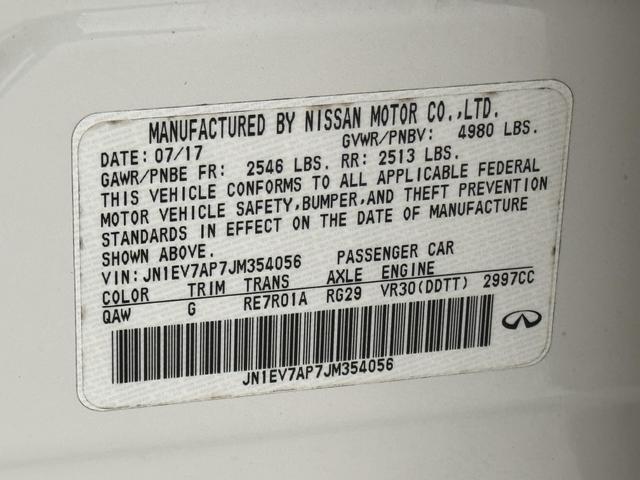 MANUFACTURED BY NISSAN MOTOR CO.,LTD.
DATE: 07/17 GVWR/PNBV: 4980 LBS.
GAWR/PNBE FR: 2546 LBS. RR: 2513 LBS.
THIS VEHICLE CONFORMS TO ALL APPLICABLE FEDERAL
MOTOR VEHICLE SAFETY,BUMPER,AND THEFT PREVENTION
STANDARDS IN EFFECT ON THE DATE OF MANUFACTURE
SHOWN ABOVE.
VIN:JN1EV7AP7JM354056 PASSENGER CAR
COLOR TRIM TRANS AXLE ENGINE
QAW G RE7R01A RG29 VR30(DDTT) 2997CC
JN1EV7AP7JM354056